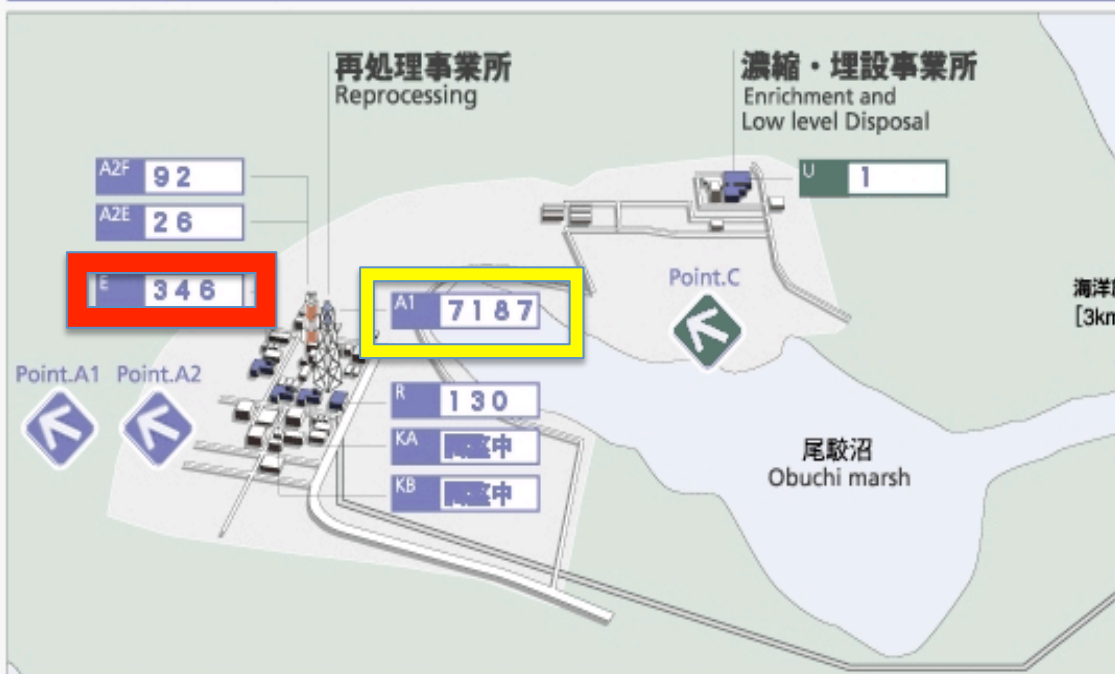 再処理事業所
Reprocessing
濃縮・埋設事業所
Enrichment and
Low level Disposal
A2F 92
A2E 26
E 346
A1 7187
U 1
Point.C
海洋
[3km
Point.A1 Point.A2
R 130
KA
KB
尾駮沼
Obuchi marsh